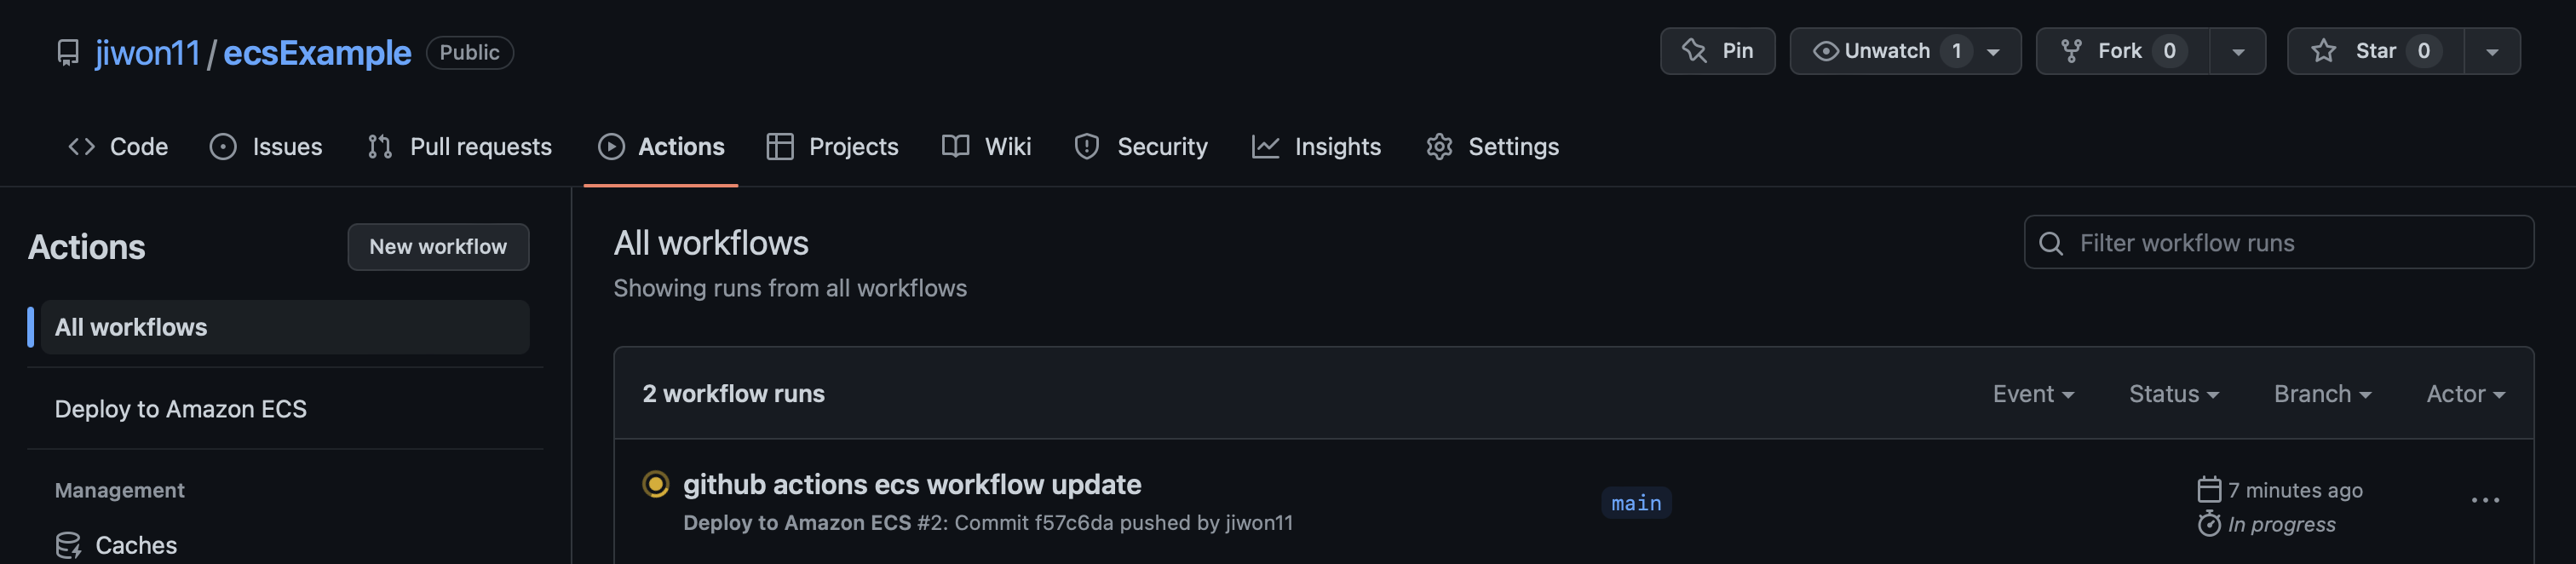 jiwon11 / ecsExample Public Pin Unwatch 1 Fork 0 Star 0
Code Issues Pull requests Actions Projects Wiki Security Insights Settings
Actions New workflow
All workflows
Deploy to Amazon ECS
Management
Caches
All workflows
Showing runs from all workflows
Filter workflow runs
2 workflow runs Event Status Branch Actor
github actions ecs workflow update
Deploy to Amazon ECS #2: Commit f57c6da pushed by jiwon11
main
7 minutes ago
In progress